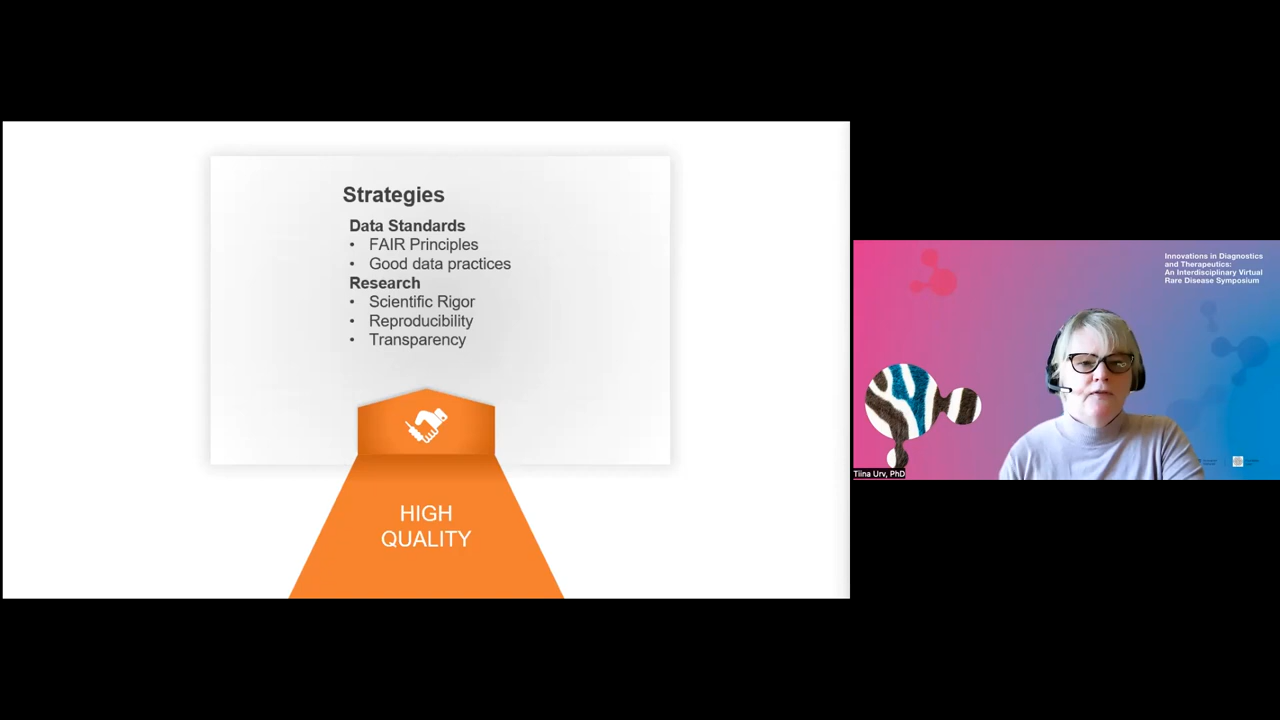 Strategies
Data Standards
• FAIR Principles
• Good data practices
Research
• Scientific Rigor
• Reproducibility
• Transparency
HIGH
QUALITY
Innovations in Diagnostics
and Therapeutics:
An Interdisciplinary Virtual
Rare Disease Symposium
Tiina Urv, PhD